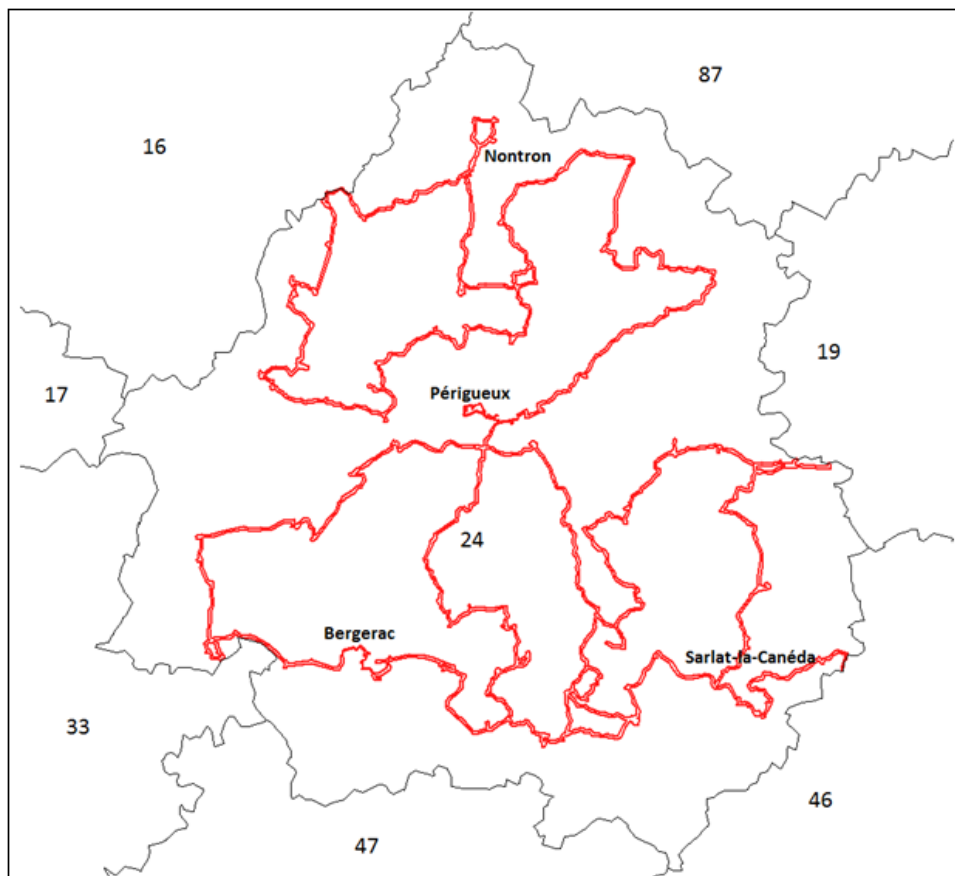 87
16
Nontron
19
17
Périgueux
24
Bergerac
Sarlat-la-Canéda
33
46
47